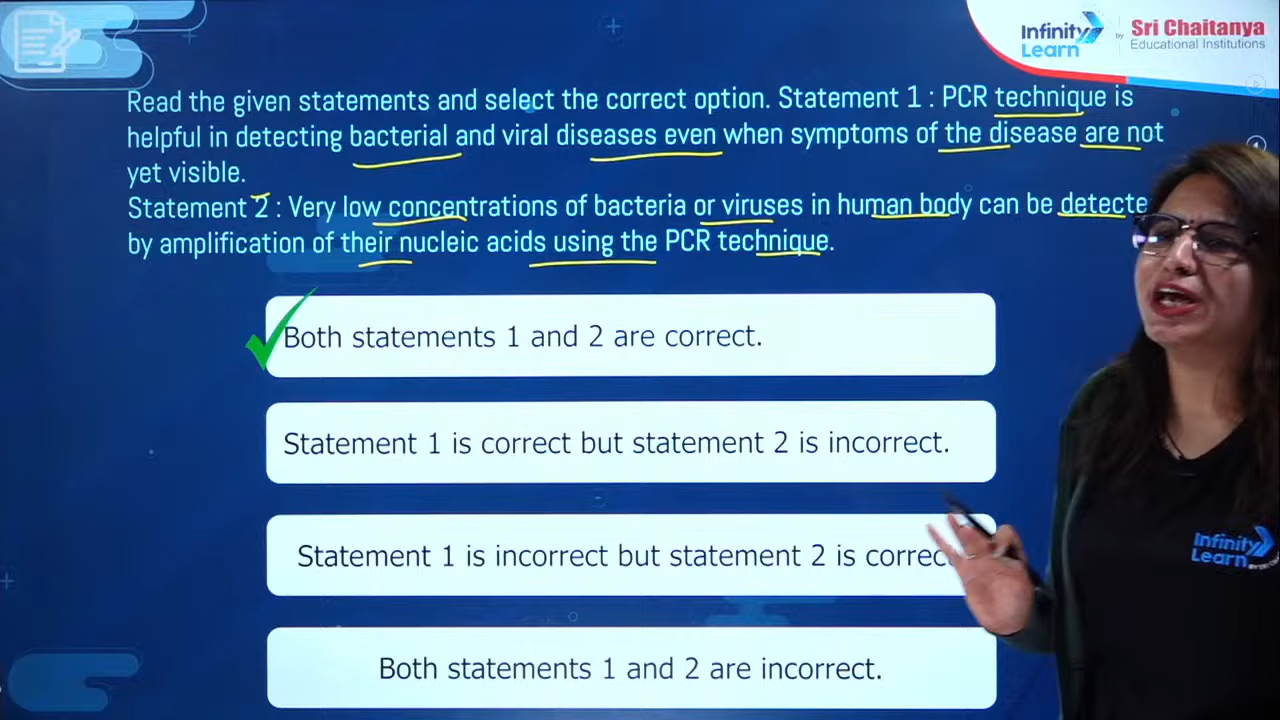 Infinity Learn by Sri Chaitanya Educational Institutions
Read the given statements and select the correct option. Statement 1 : PCR technique is
helpful in detecting bacterial and viral diseases even when symptoms of the disease are not
yet visible.
Statement 2 : Very low concentrations of bacteria or viruses in human body can be detecte
by amplification of their nucleic acids using the PCR technique.
Both statements 1 and 2 are correct.
Statement 1 is correct but statement 2 is incorrect.
Statement 1 is incorrect but statement 2 is correc
Both statements 1 and 2 are incorrect.
Infinity
Learn